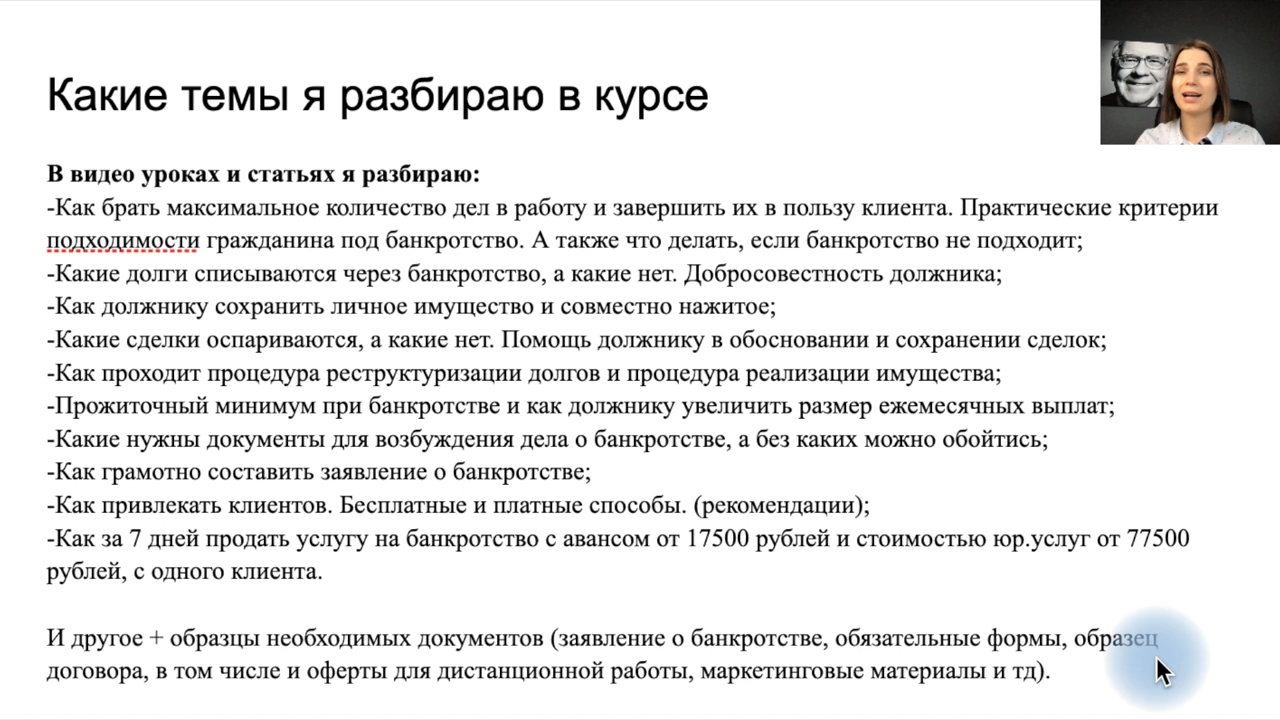 Какие темы я разбираю в курсе
В видео уроках и статьях я разбираю:
-Как брать максимальное количество дел в работу и завершить их в пользу клиента. Практические критерии
подходимости гражданина под банкротство. А также что делать, если банкротство не подходит;
-Какие долги списываются через банкротство, а какие нет. Добросовестность должника;
-Как должнику сохранить личное имущество и совместно нажитое;
-Какие сделки оспариваются, а какие нет. Помощь должнику в обосновании и сохранении сделок;
-Как проходит процедура реструктуризации долгов и процедура реализации имущества;
-Прожиточный минимум при банкротстве и как должнику увеличить размер ежемесячных выплат;
-Какие нужны документы для возбуждения дела о банкротстве, а без каких можно обойтись;
-Как грамотно составить заявление о банкротстве;
-Как привлекать клиентов. Бесплатные и платные способы. (рекомендации);
-Как за 7 дней продать услугу на банкротство с авансом от 17500 рублей и стоимостью юр.услуг от 77500
рублей, с одного клиента.
И другое + образцы необходимых документов (заявление о банкротстве, обязательные формы, образец
договора, в том числе и оферты для дистанционной работы, маркетинговые материалы и тд).